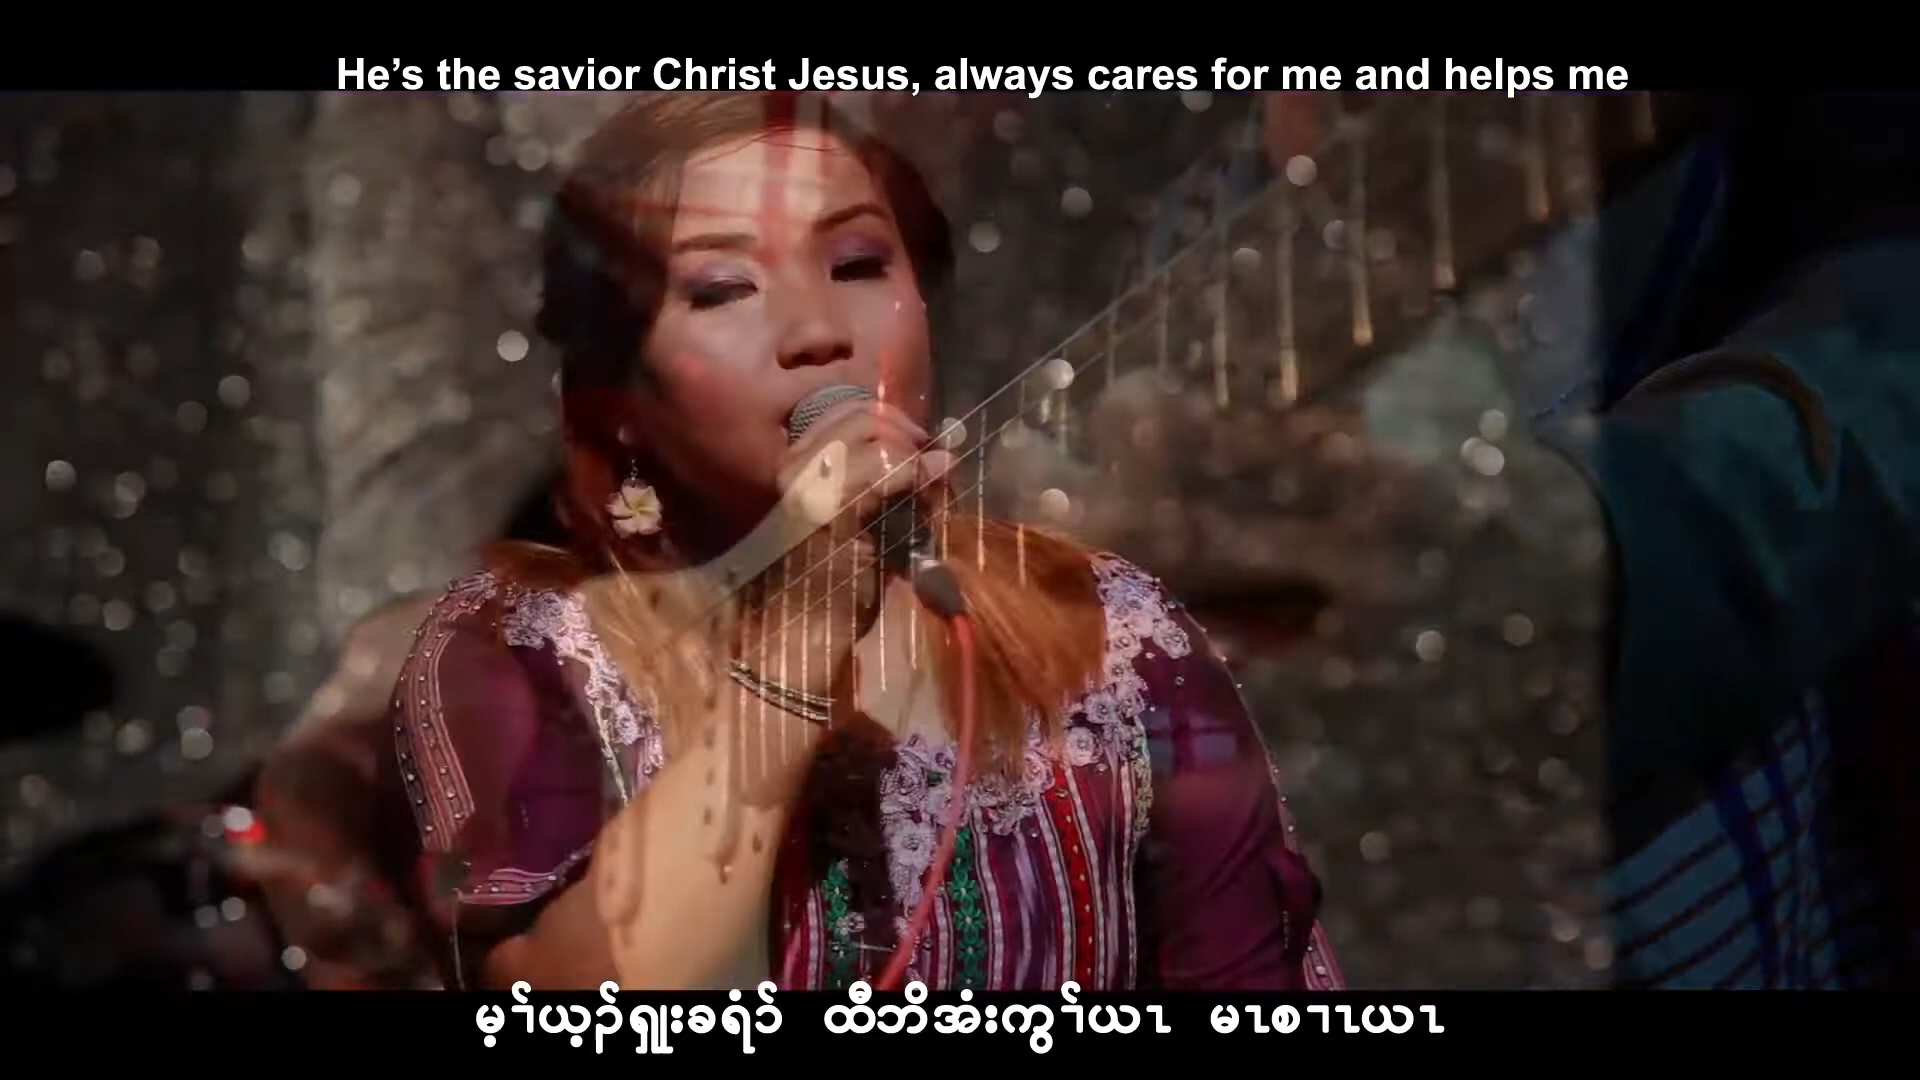 He’s the savior Christ Jesus, always cares for me and helps me
မ့ၢ်ယ့ၣ်ရှူးခရံာ် ထီဘိအံးကွၢ်ယၤ မၤစၢၤယၤ